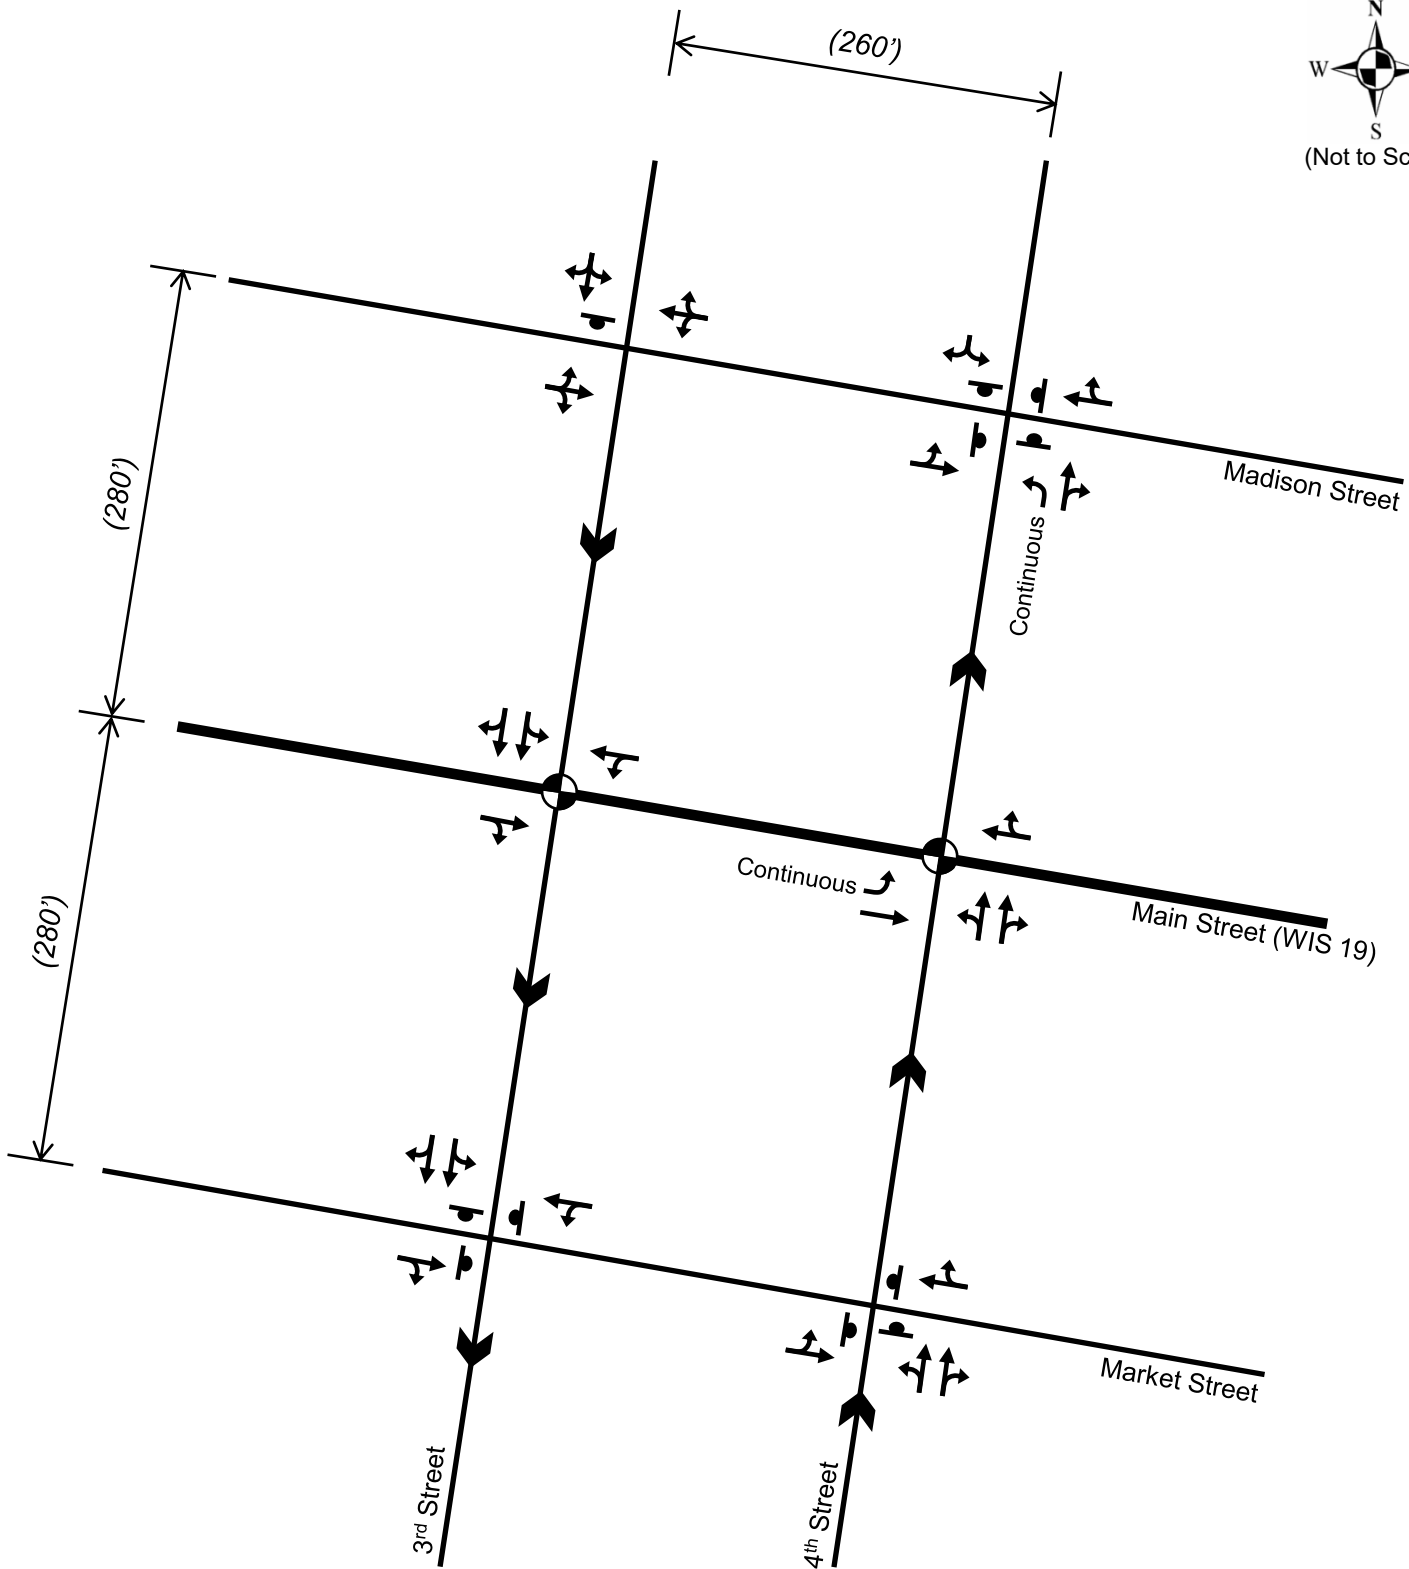 N
(260’)
W
S
(Not to Sc
Madison Street
(280’)
Continuous
Continuous
Main Street (WIS 19)
(280’)
Market Street
3rd Street
4th Street